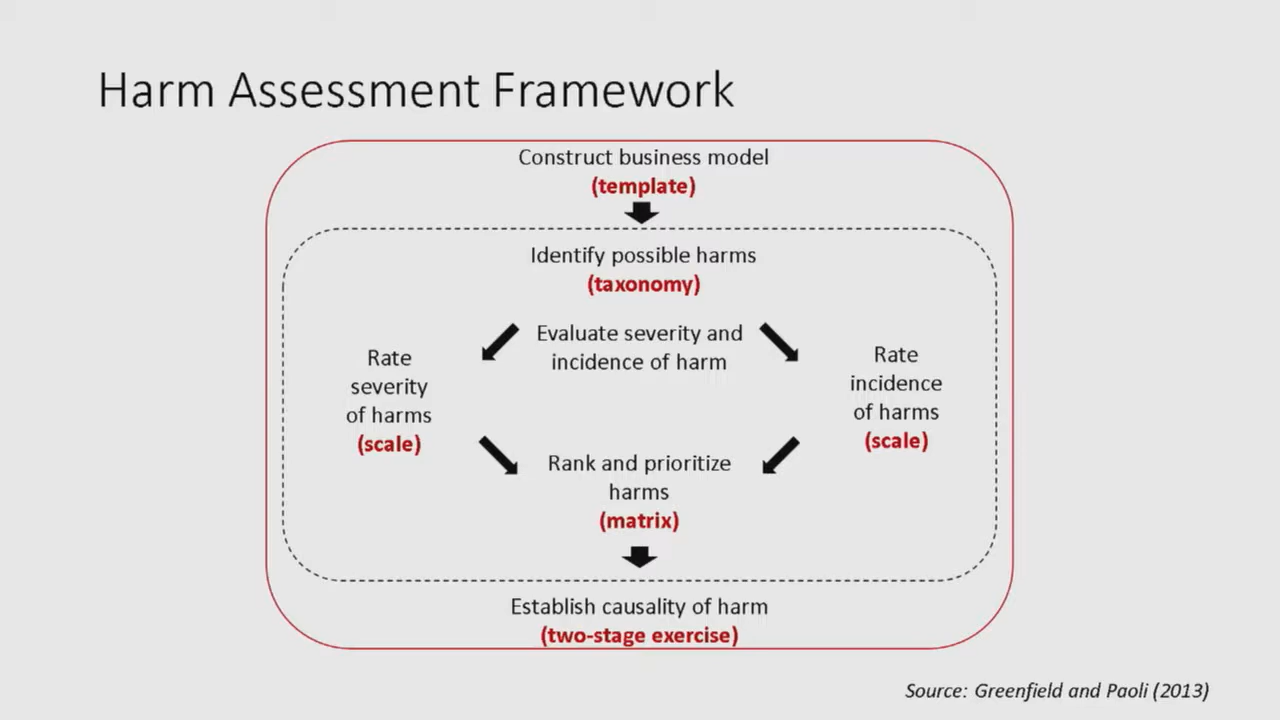 Harm Assessment Framework
Construct business model
(template)
Identify possible harms
(taxonomy)
Evaluate severity and
incidence of harm
Rate
severity
of harms
(scale)
Rate
incidence
of harms
(scale)
Rank and prioritize
harms
(matrix)
Establish causality of harm
(two-stage exercise)
Source: Greenfield and Paoli (2013)